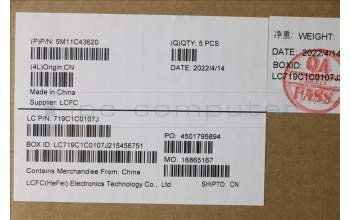 (P)P/N: 5M11C43620
(Q)QTY: 5 PCS
(4L)Origin:CN
DATE: 2022/4/14
Made in China
Supplier: LCFC
净重: WEIGHT:
DATE: 2022/4/14
BOXID:
LC719C1C0107J
QA
PASS
LC P/N: 719C1C0107J
PO: 4501795894
BOX ID: LC719C1C0107J215456751
MO: 16865167
Contains Merchandise From: China
LCFC(HeFei) Electronics Technology Co., Ltd
SHIPTO: CN